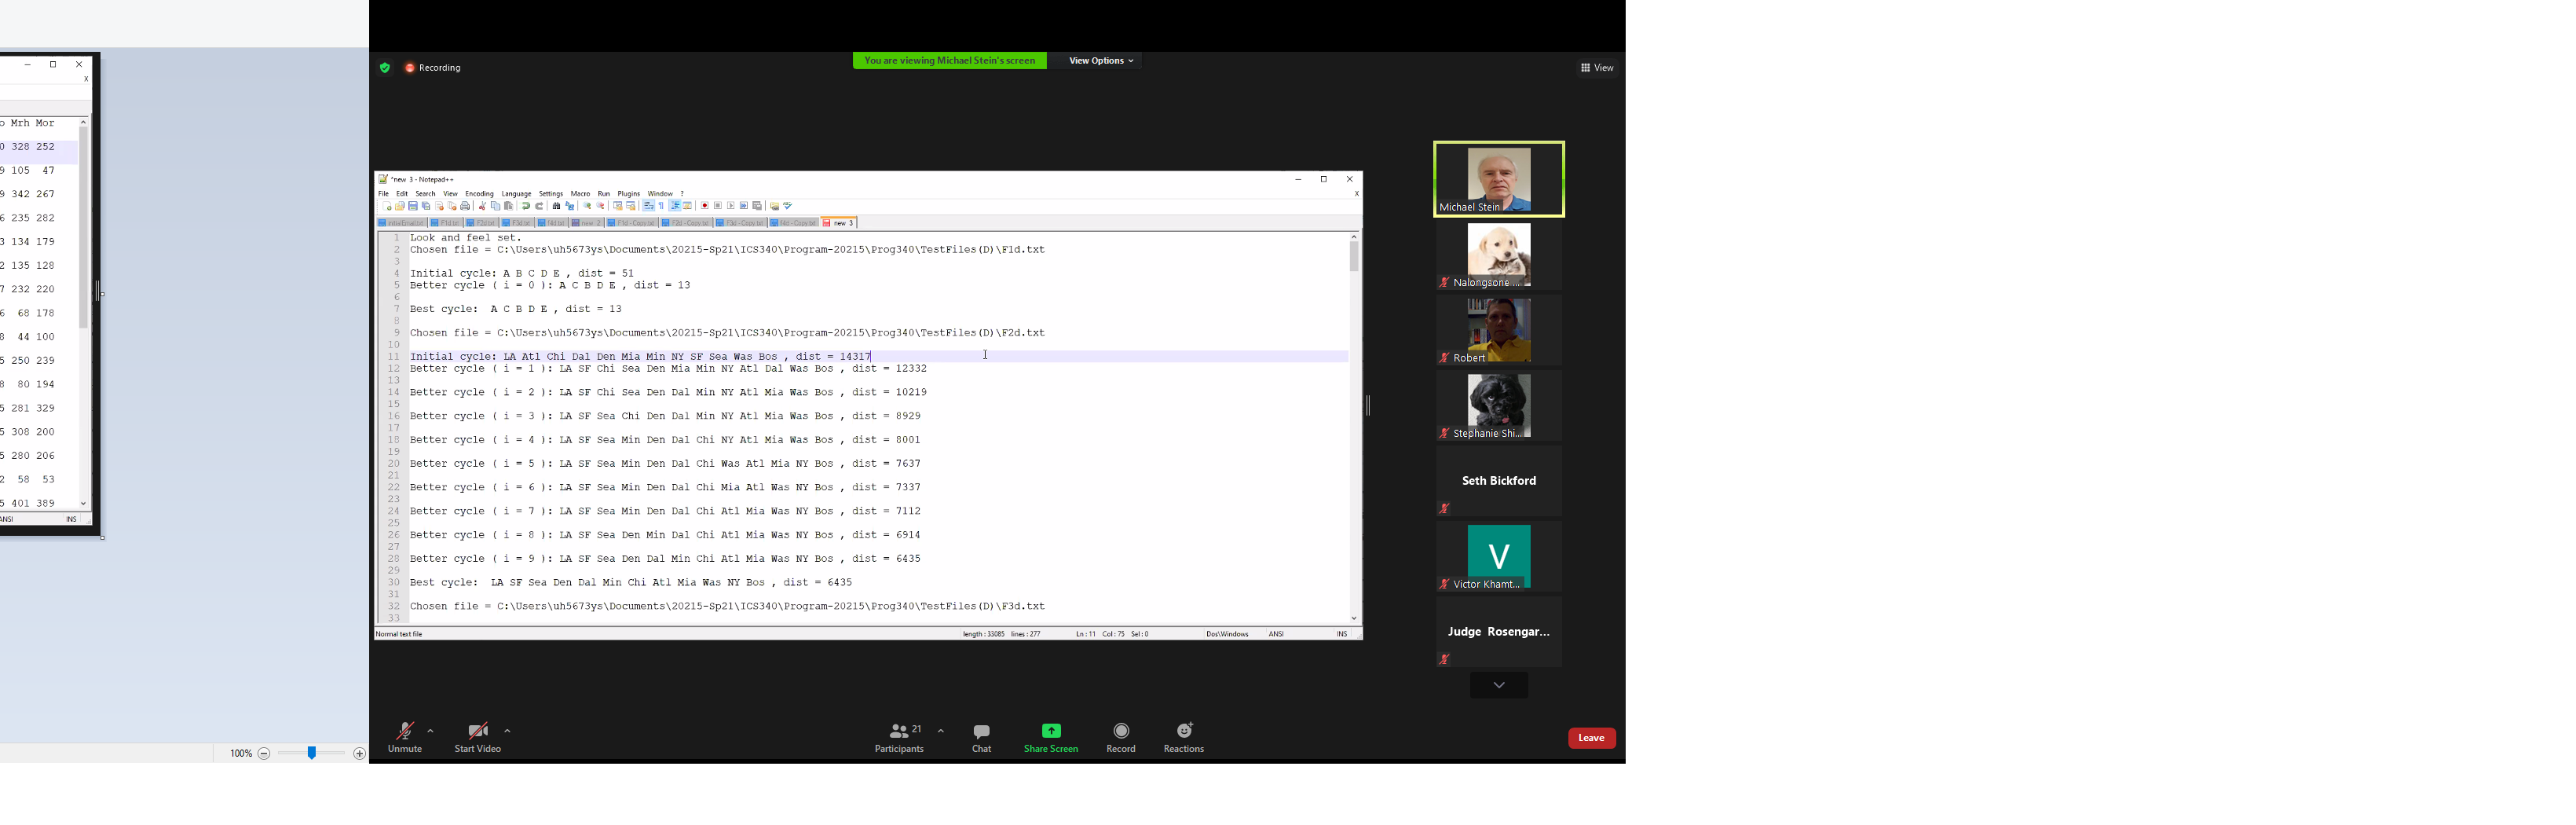 x
o Mrh Mor
0 328 252
9 105 47
9 342 267
6 235 282
3 134 179
2 135 128
7 232 220
6 68 178
8 44 100
5 250 239
8 80 194
5 281 329
5 308 200
5 280 206
2 58 53
5 401 389
ANSI INS
100%
Recording
You are viewing Michael Stein's screen
View Options
View
*new 3 - Notepad++
File Edit Search View Encoding Language Settings Macro Run Plugins Window ?
X
new 2
F1d - Copy.txt
F2d - Copy.txt
F3d - Copy.txt
new 3
1 Look and feel set.
2 Chosen file = C:\Users\uh5673ys\Documents\20215-Sp21\ICS340\Program-20215\Prog340\TestFiles(D)\F1d.txt
3
4 Initial cycle: A B C D E , dist = 51
5 Better cycle ( i = 0 ): A C B D E , dist = 13
6
7 Best cycle:  A C B D E , dist = 13
8
9 Chosen file = C:\Users\uh5673ys\Documents\20215-Sp21\ICS340\Program-20215\Prog340\TestFiles(D)\F2d.txt
10
11 Initial cycle: LA Atl Chi Dal Den Mia Min NY SF Sea Was Bos , dist = 14317
12 Better cycle ( i = 1 ): LA SF Chi Sea Den Mia Min NY Atl Dal Was Bos , dist = 12332
13
14 Better cycle ( i = 2 ): LA SF Chi Sea Den Dal Min NY Atl Mia Was Bos , dist = 10219
15
16 Better cycle ( i = 3 ): LA SF Sea Chi Den Dal Min NY Atl Mia Was Bos , dist = 8929
17
18 Better cycle ( i = 4 ): LA SF Sea Min Den Dal Chi NY Atl Mia Was Bos , dist = 8001
19
20 Better cycle ( i = 5 ): LA SF Sea Min Den Dal Chi Was Atl Mia NY Bos , dist = 7637
21
22 Better cycle ( i = 6 ): LA SF Sea Min Den Dal Chi Mia Atl Was NY Bos , dist = 7337
23
24 Better cycle ( i = 7 ): LA SF Sea Min Den Dal Chi Atl Mia Was NY Bos , dist = 7112
25
26 Better cycle ( i = 8 ): LA SF Sea Den Min Dal Chi Atl Mia Was NY Bos , dist = 6914
27
28 Better cycle ( i = 9 ): LA SF Sea Den Dal Min Chi Atl Mia Was NY Bos , dist = 6435
29
30 Best cycle:  LA SF Sea Den Dal Min Chi Atl Mia Was NY Bos , dist = 6435
31
32 Chosen file = C:\Users\uh5673ys\Documents\20215-Sp21\ICS340\Program-20215\Prog340\TestFiles(D)\F3d.txt
33
Normal text file length : 33085 lines : 277 Ln : 11 Col : 75 Sel : 0 Dos\Windows ANSI INS
Michael Stein
Nalongsone ...
Robert
Stephanie Shi...
Seth Bickford
V
Victor Khamt...
Judge Rosengar...
Unmute
Start Video
21
Participants
Chat
Share Screen
Record
Reactions
Leave